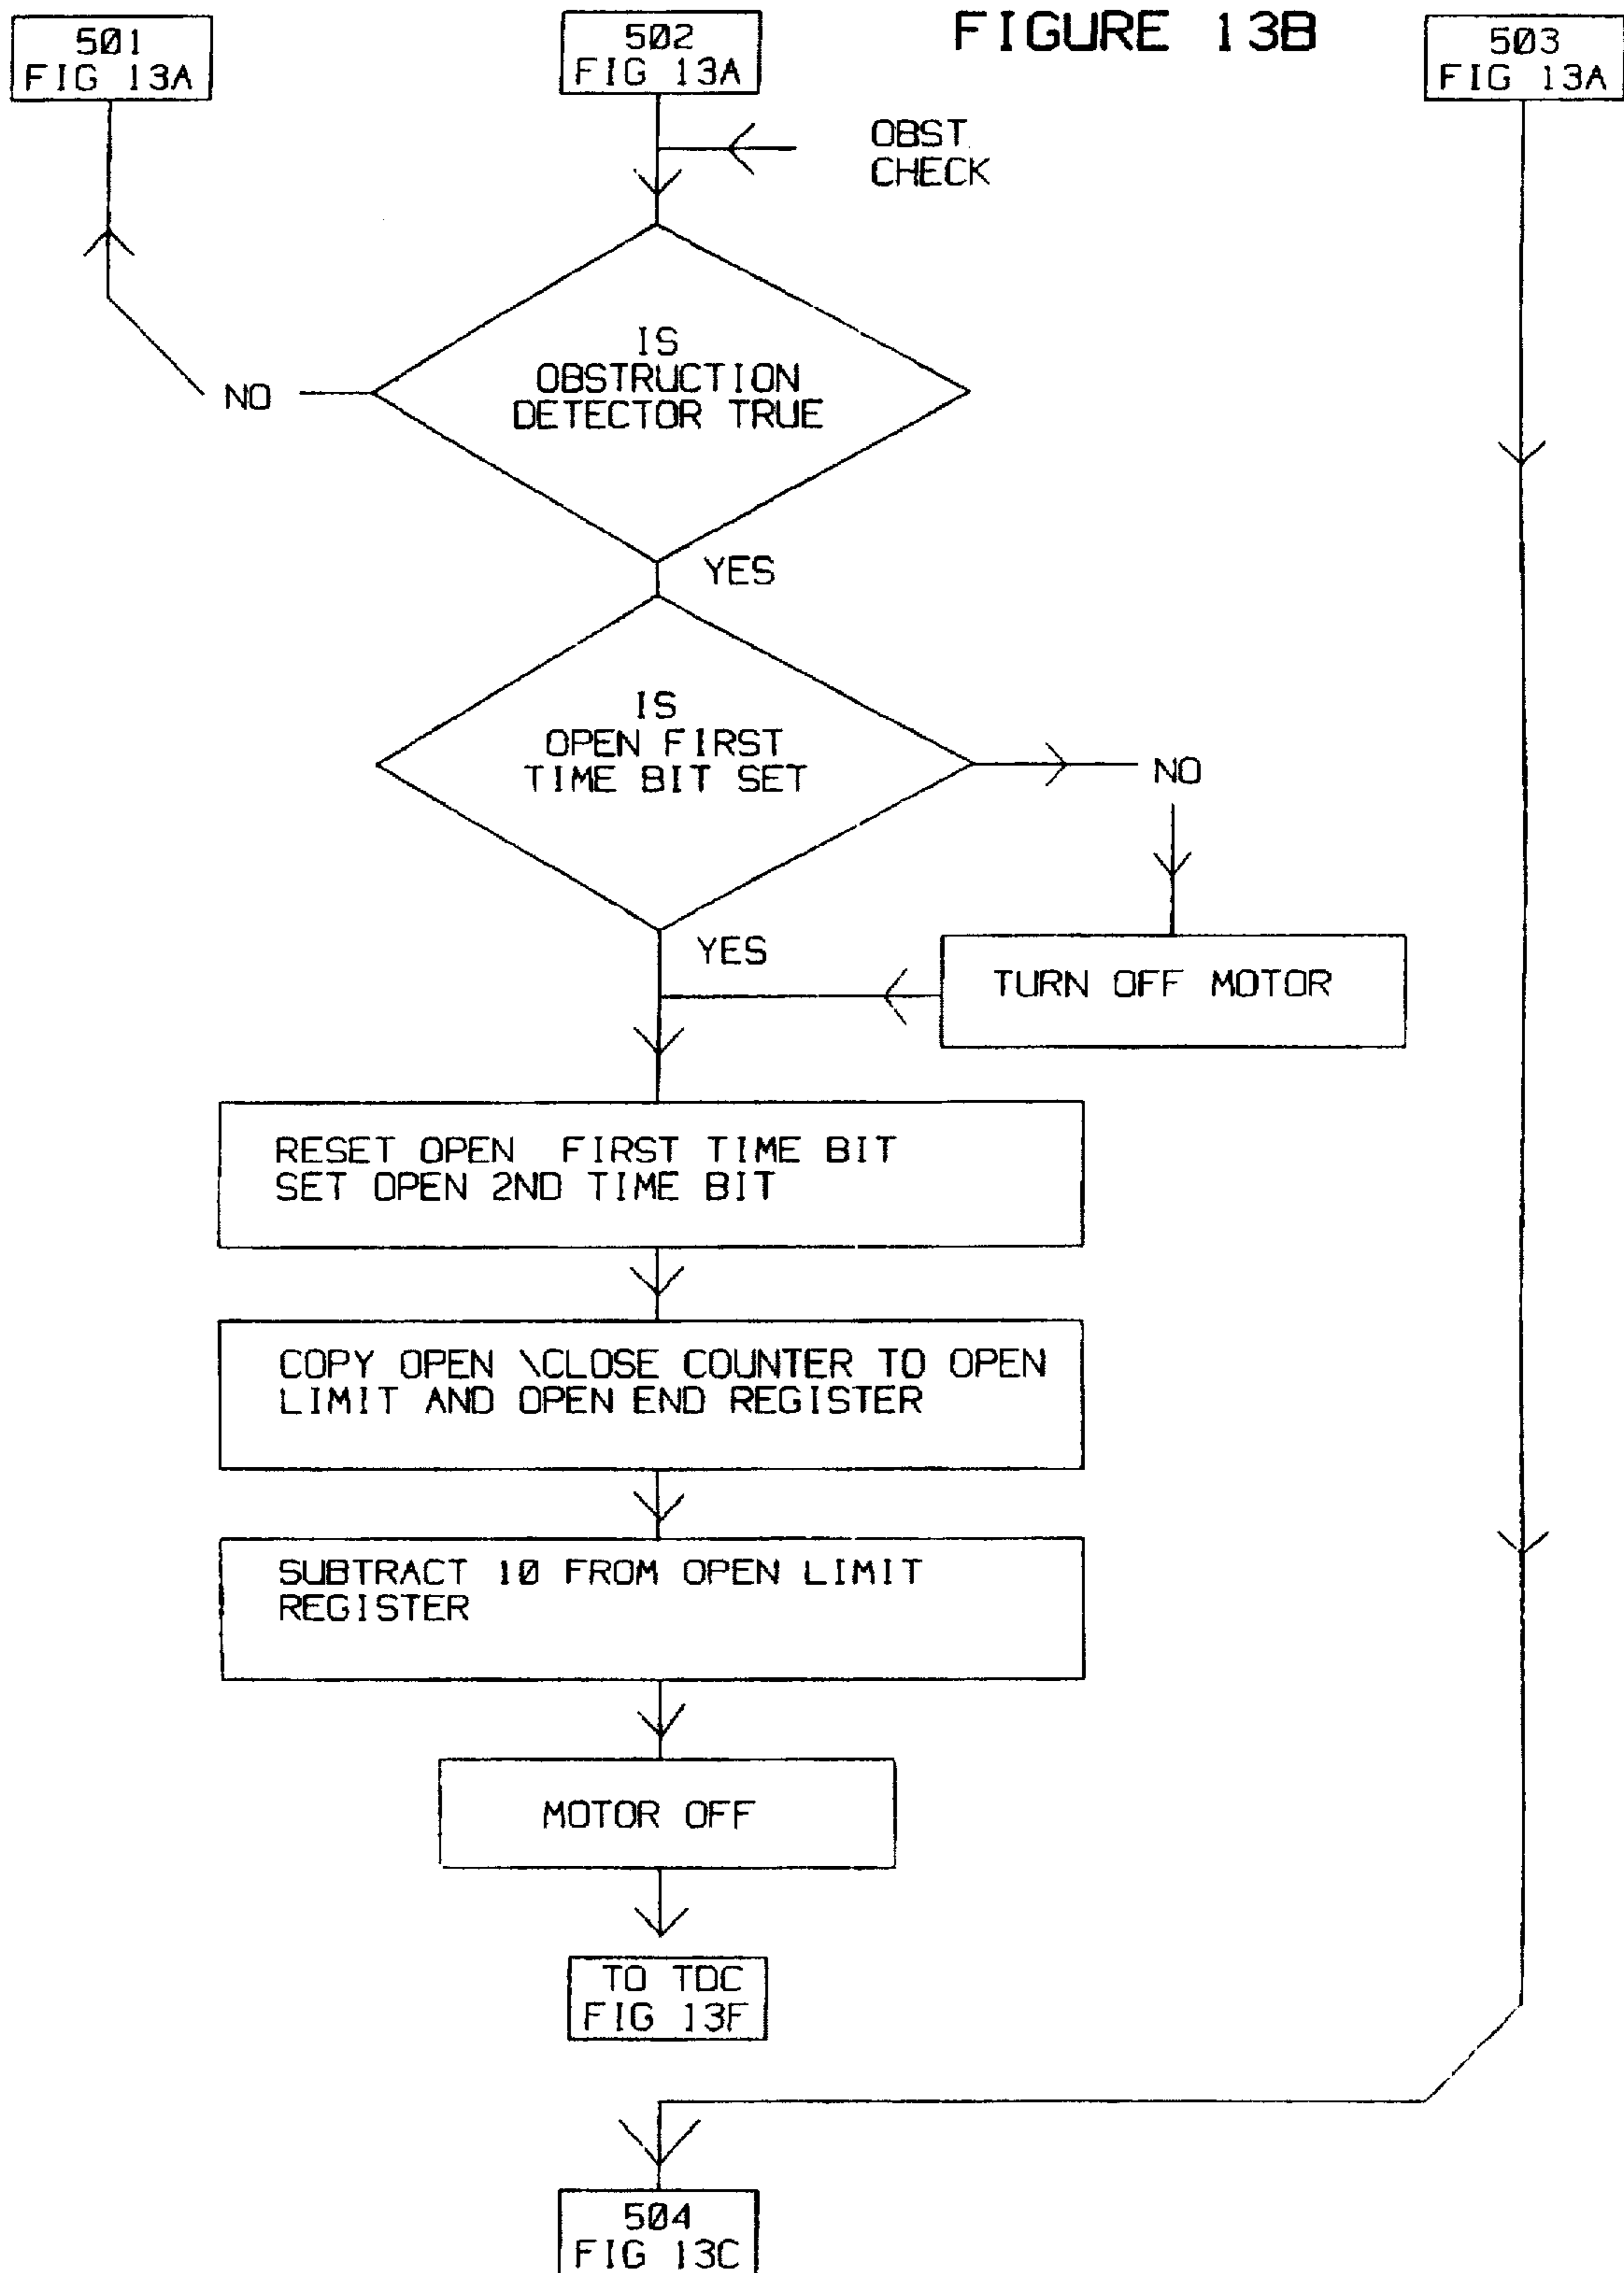 FIGURE 13B
501
FIG 13A
502
FIG 13A
503
FIG 13A
OBST
CHECK
IS
OBSTRUCTION
DETECTOR TRUE
NO
YES
IS
OPEN FIRST
TIME BIT SET
NO
YES
TURN OFF MOTOR
RESET OPEN FIRST TIME BIT
SET OPEN 2ND TIME BIT
COPY OPEN \CLOSE COUNTER TO OPEN
LIMIT AND OPEN END REGISTER
SUBTRACT 10 FROM OPEN LIMIT
REGISTER
MOTOR OFF
TO TDC
FIG 13F
504
FIG 13C